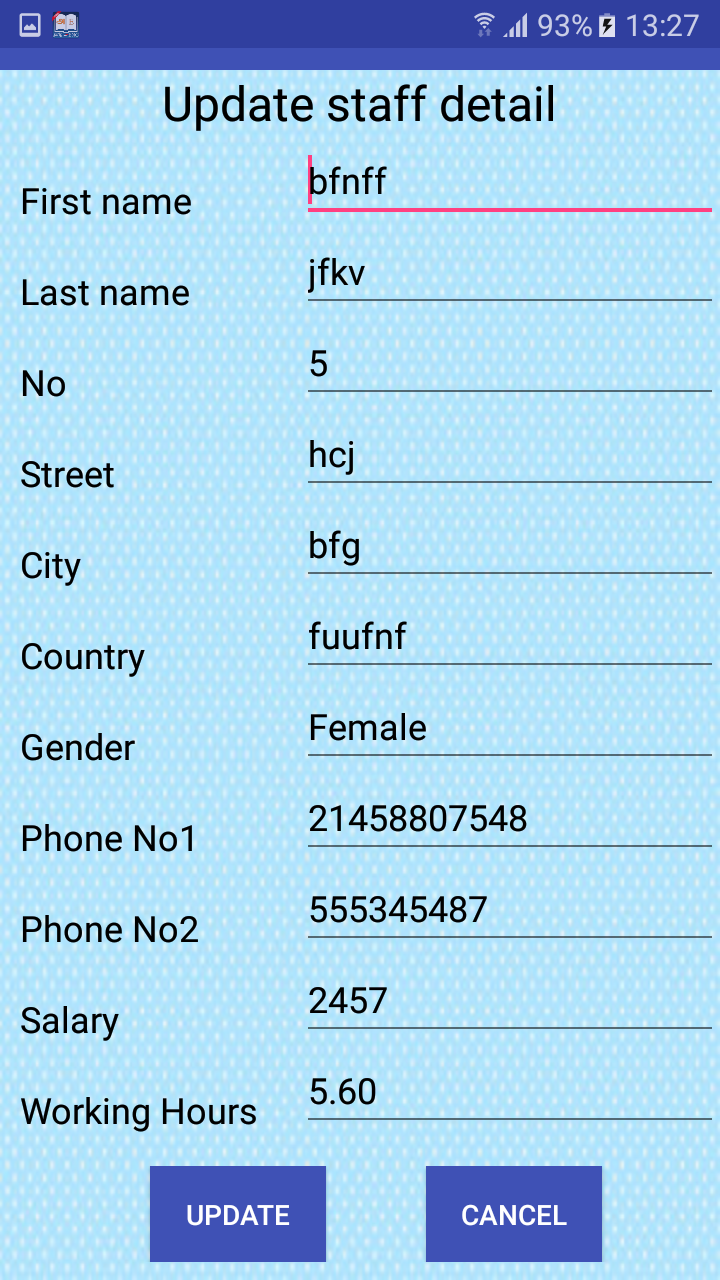 93% 13:27
Update staff detail
First name bfnff
Last name jfkv
No 5
Street hcj
City bfg
Country fuufnf
Gender Female
Phone No1 21458807548
Phone No2 555345487
Salary 2457
Working Hours 5.60
UPDATE CANCEL